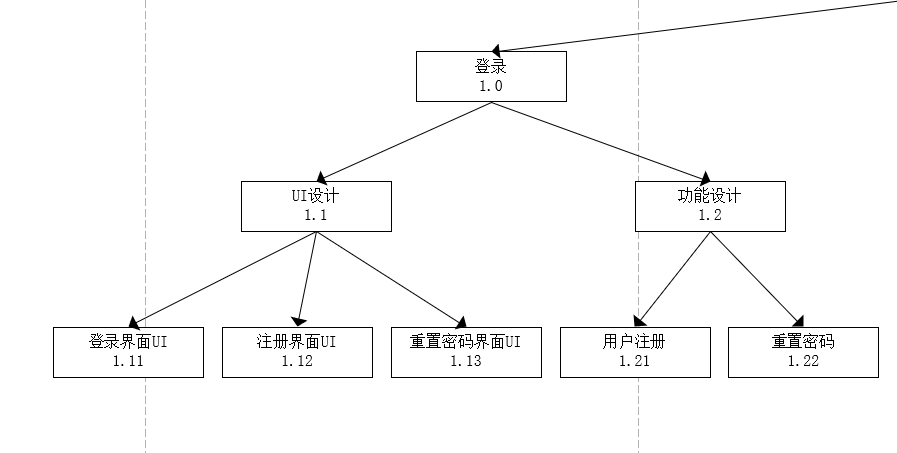 登录
1.0
UI设计
1.1
功能设计
1.2
登录界面UI
1.11
注册界面UI
1.12
重置密码界面UI
1.13
用户注册
1.21
重置密码
1.22